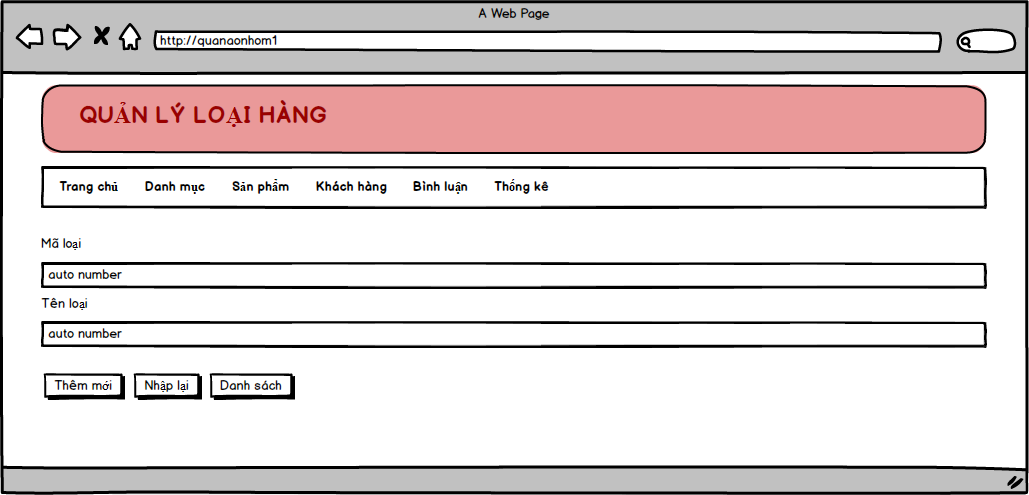 A Web Page
http://quanaonhom1
QUẢN LÝ LOẠI HÀNG
Trang chủ Danh mục Sản phẩm Khách hàng Bình luận Thống kê
Mã loại
auto number
Tên loại
auto number
Thêm mới Nhập lại Danh sách